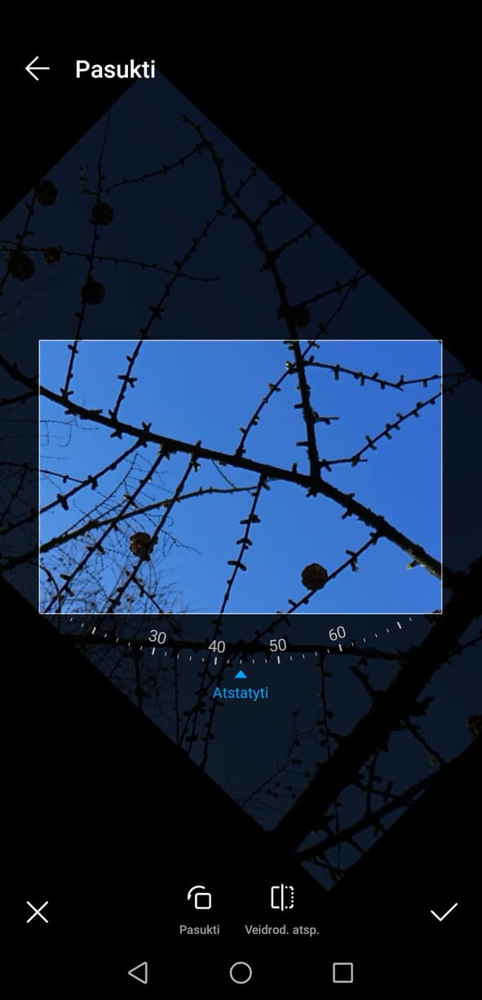 Pasukti
30
40
50
60
Atstatyti
Pasukti
Veidrod. atsp.